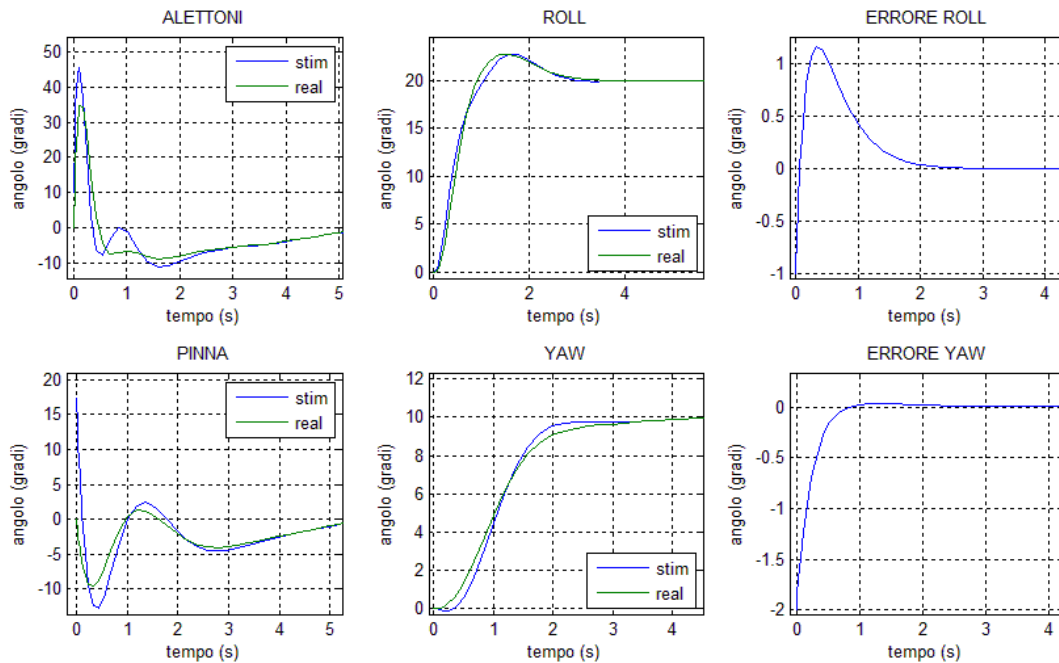 ALETTONI
angolo (gradi)
50
40
30
20
10
0
-10
0 1 2 3 4 5
tempo (s)
stim
real
ROLL
angolo (gradi)
20
15
10
5
0
0 2 4
tempo (s)
stim
real
ERRORE ROLL
angolo (gradi)
1
0.5
0
-0.5
-1
0 1 2 3 4
tempo (s)
PINNA
angolo (gradi)
20
15
10
5
0
-5
-10
0 1 2 3 4 5
tempo (s)
stim
real
YAW
angolo (gradi)
12
10
8
6
4
2
0
0 1 2 3 4
tempo (s)
stim
real
ERRORE YAW
angolo (gradi)
0
-0.5
-1
-1.5
-2
0 1 2 3 4
tempo (s)